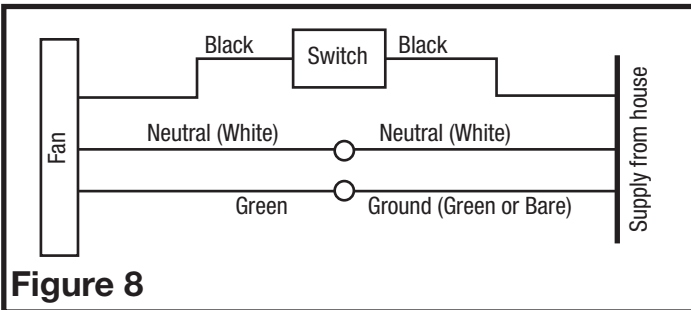 Black
Switch
Black
Neutral (White)
Neutral (White)
Fan
Green
Ground (Green or Bare)
Supply from house
Figure 8